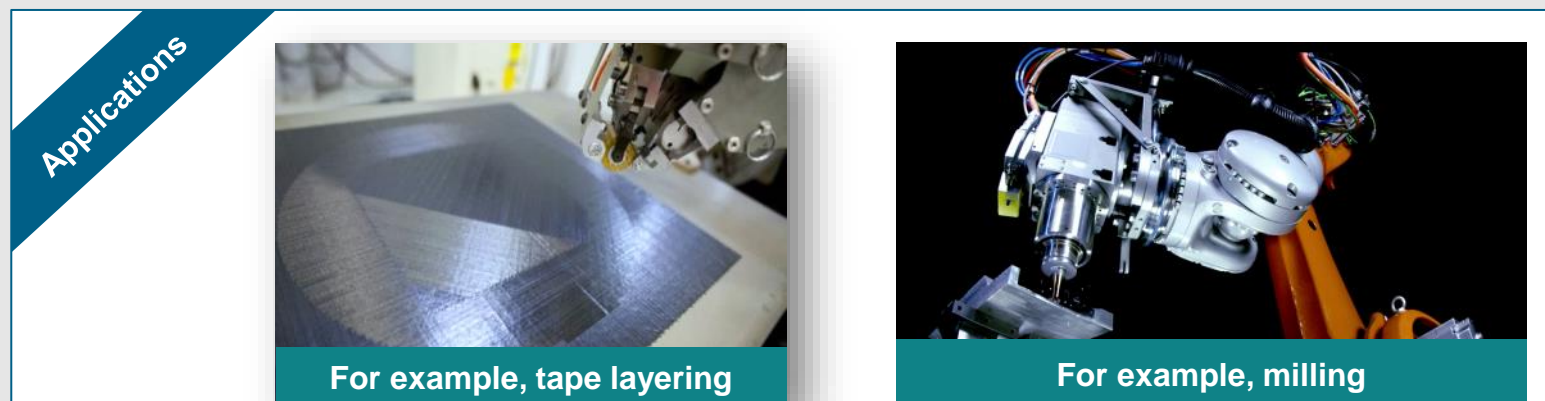 Applications
For example, tape layering
For example, milling